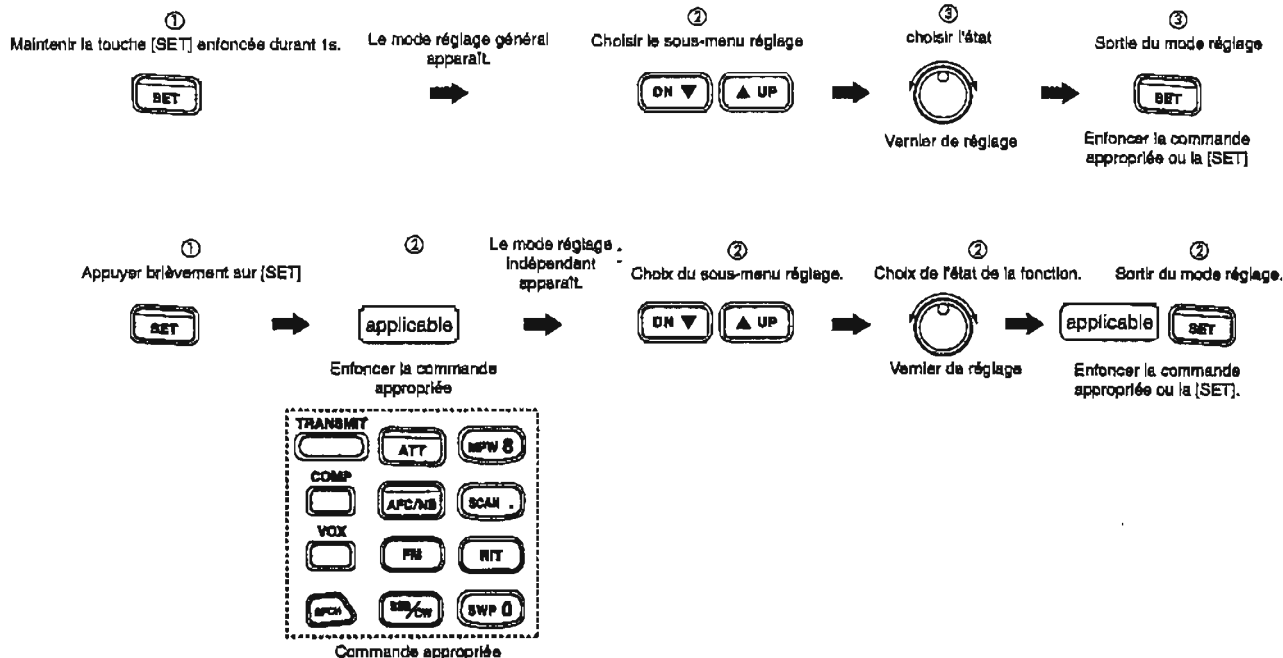 ① ② ③ ③
Maintenir la touche [SET] enfoncée durant 1s. Le mode réglage général Choisir le sous-menu réglage choisir l'état Sortie du mode réglage
apparaît.
SET DN ▼ ▲ UP SET
Vernier de réglage Enfoncer la commande
appropriée ou la [SET]
① ② Le mode réglage ② ② ②
indépendant
Appuyer brièvement sur [SET] apparaît. Choix du sous-menu réglage. Choix de l'état de la fonction. Sortir du mode réglage.
SET applicable DN ▼ ▲ UP applicable SET
Enfoncer la commande Vernier de réglage Enfoncer la commande
appropriée appropriée ou la [SET].
TRANSMIT ATT MPW 8
COMP AFC/NB SCAN .
VOX FM RIT
SSB/CW SWP 0
Commande appropriée